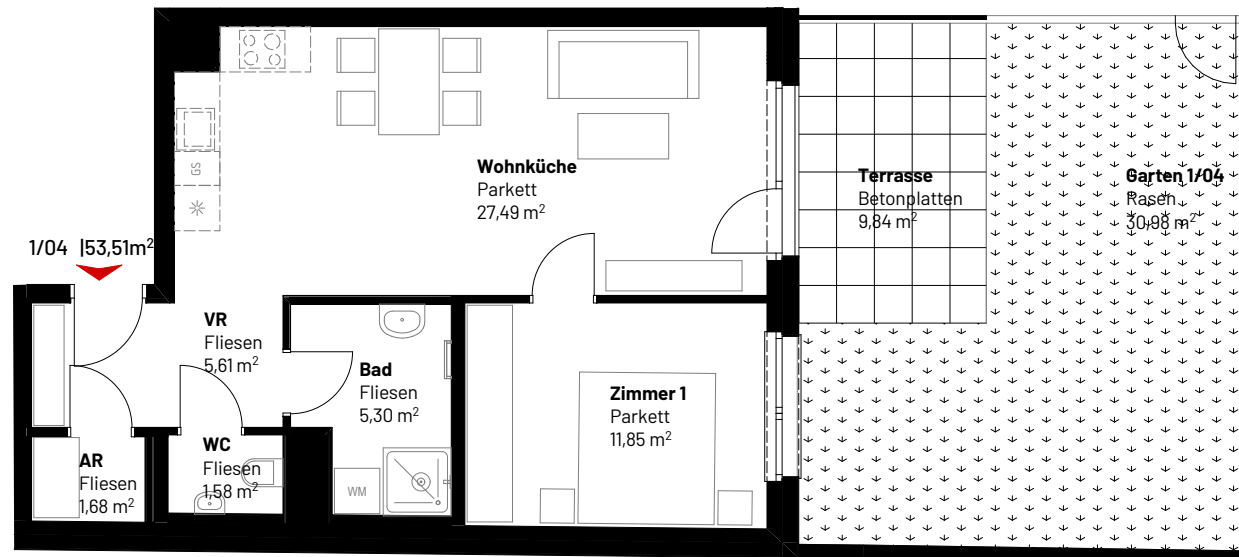 Wohnküche
Parkett
27,49 m²
Terrasse
Betonplatten
9,84 m²
Garten 1/04
Rasen
30,98 m²
GS
1/04 |53,51m²
VR
Fliesen
5,61 m²
Bad
Fliesen
5,30 m²
Zimmer 1
Parkett
11,85 m²
AR
Fliesen
1,68 m²
WC
Fliesen
1,58 m²
WM